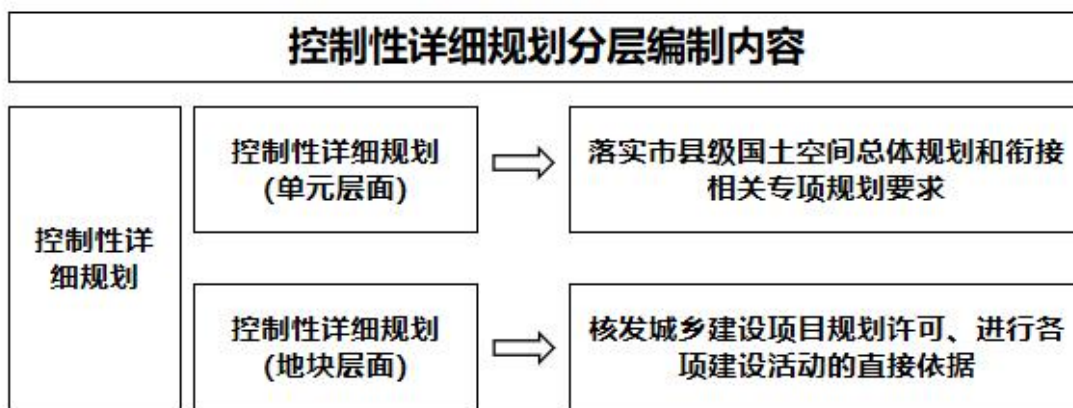 控制性详细规划分层编制内容
控制性详细规划
(单元层面)
落实市县级国土空间总体规划和衔接
相关专项规划要求
控制性详
细规划
控制性详细规划
(地块层面)
核发城乡建设项目规划许可、进行各
项建设活动的直接依据